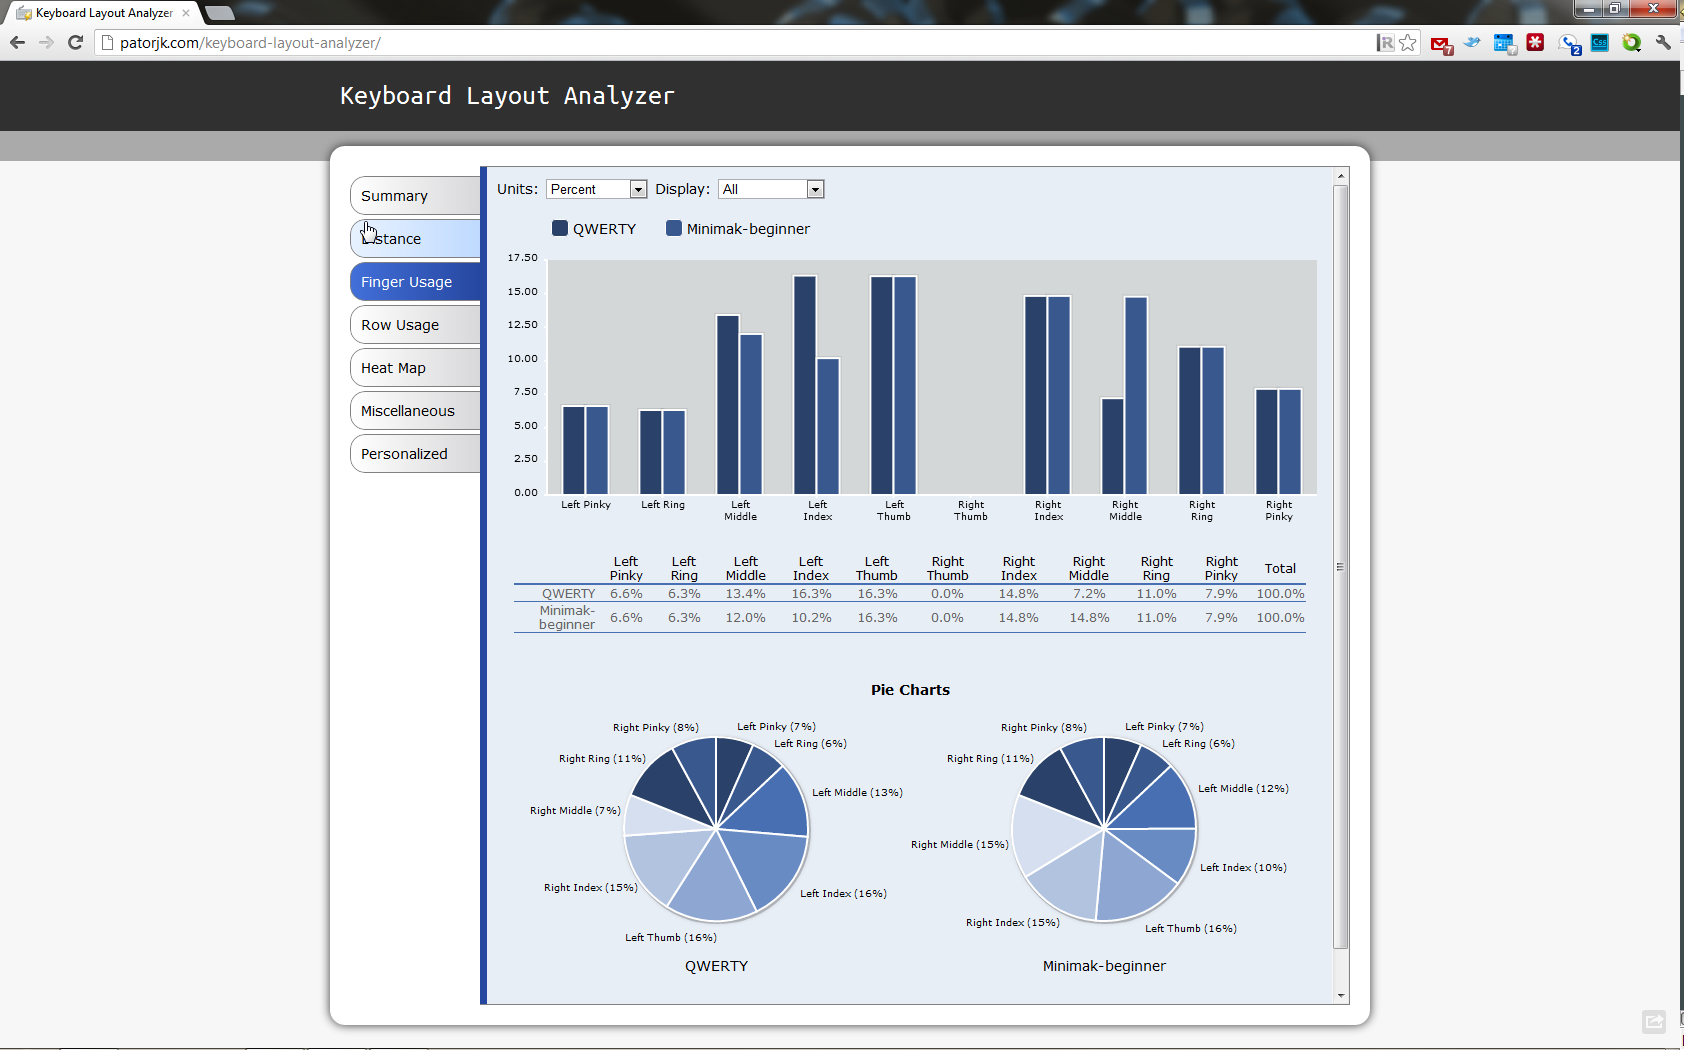 Keyboard Layout Analyzer
patorjk.com/keyboard-layout-analyzer/
7
2
Css
Keyboard Layout Analyzer
Summary
Distance
Finger Usage
Row Usage
Heat Map
Miscellaneous
Personalized
Units: Percent Display: All
QWERTY Minimak-beginner
17.50
15.00
12.50
10.00
7.50
5.00
2.50
0.00
Left Pinky Left Ring Left Middle Left Index Left Thumb Right Thumb Right Index Right Middle Right Ring Right Pinky
Left Pinky Left Ring Left Middle Left Index Left Thumb Right Thumb Right Index Right Middle Right Ring Right Pinky Total
QWERTY 6.6% 6.3% 13.4% 16.3% 16.3% 0.0% 14.8% 7.2% 11.0% 7.9% 100.0%
Minimak-beginner 6.6% 6.3% 12.0% 10.2% 16.3% 0.0% 14.8% 14.8% 11.0% 7.9% 100.0%
Pie Charts
Right Pinky (8%) Left Pinky (7%)
Left Ring (6%)
Right Ring (11%)
Left Middle (13%)
Right Middle (7%)
Right Index (15%)
Left Index (16%)
Left Thumb (16%)
QWERTY
Right Pinky (8%) Left Pinky (7%)
Left Ring (6%)
Right Ring (11%)
Left Middle (12%)
Right Middle (15%)
Left Index (10%)
Right Index (15%)
Left Thumb (16%)
Minimak-beginner